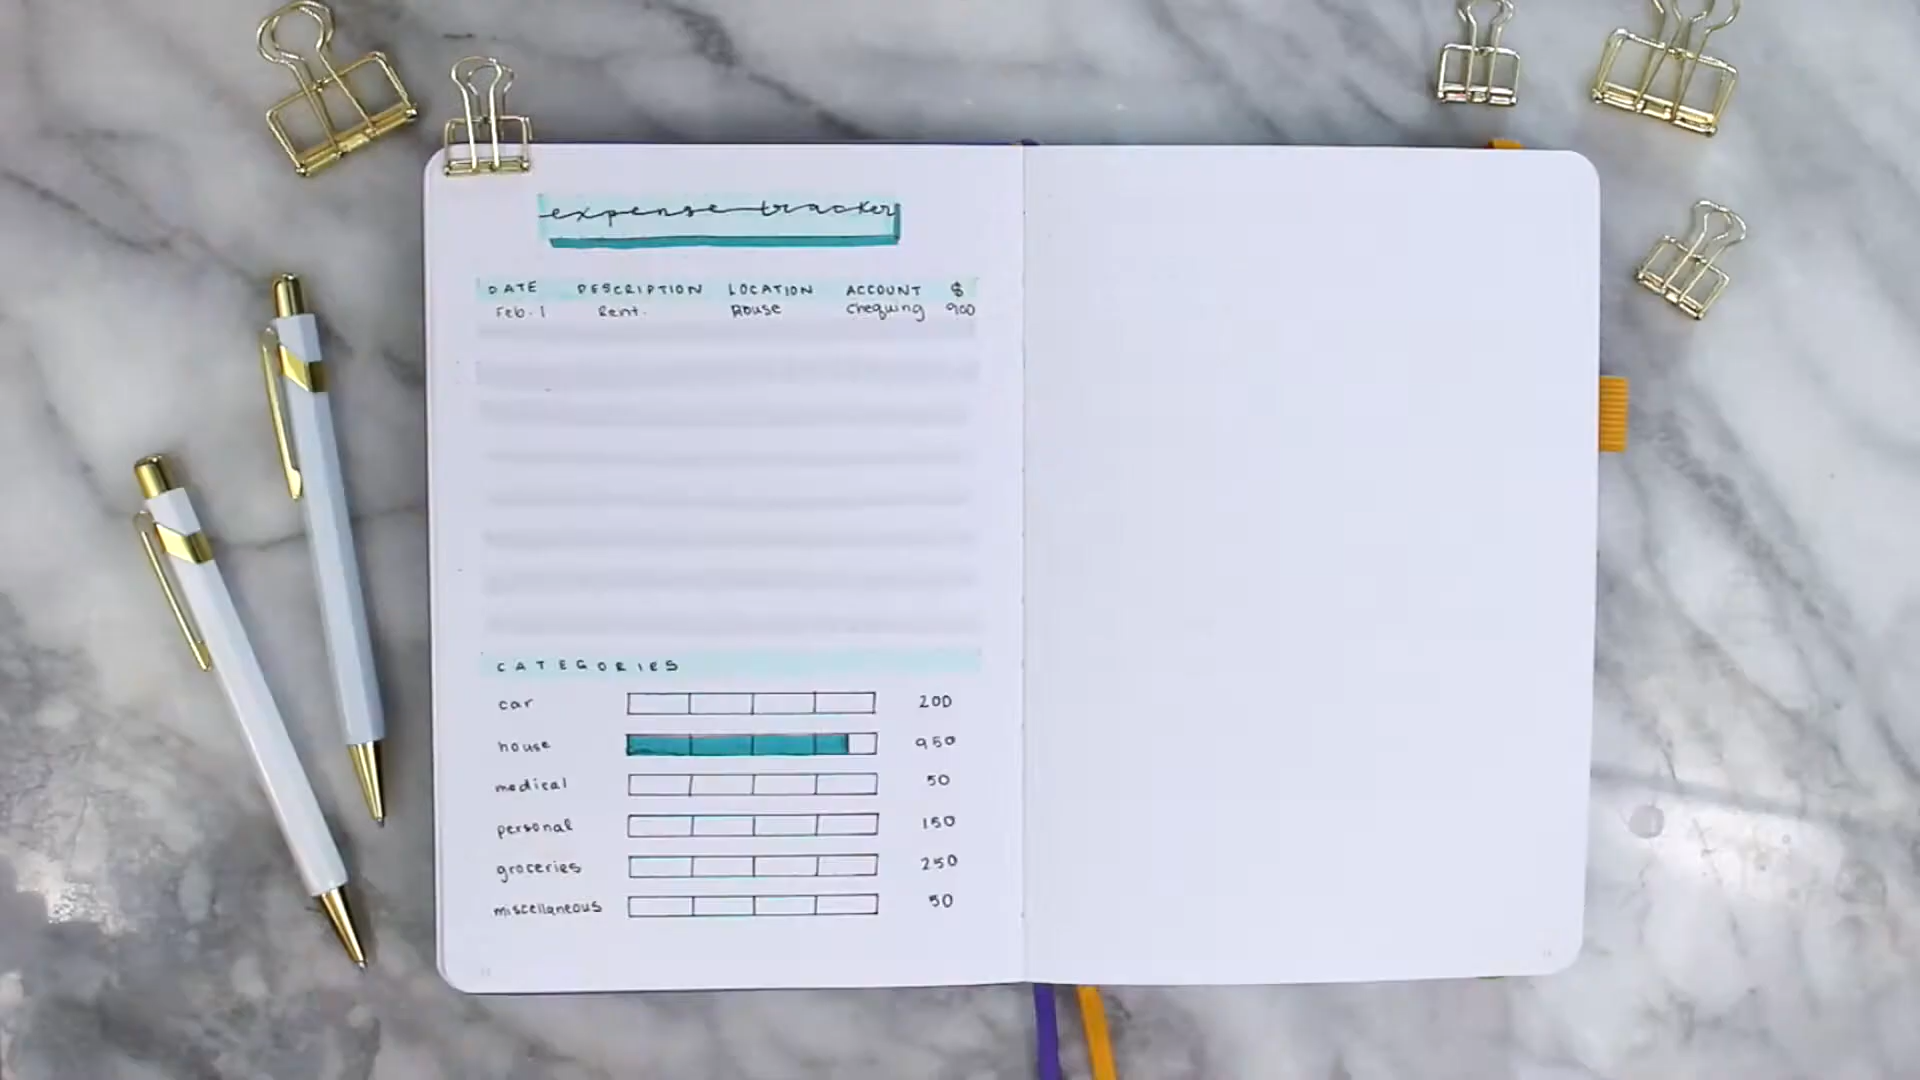 expense tracker
DATE DESCRIPTION LOCATION ACCOUNT $
Feb. 1 Rent. House Chequing 900
CATEGORIES
car 200
house 950
medical 50
personal 150
groceries 250
miscellaneous 50